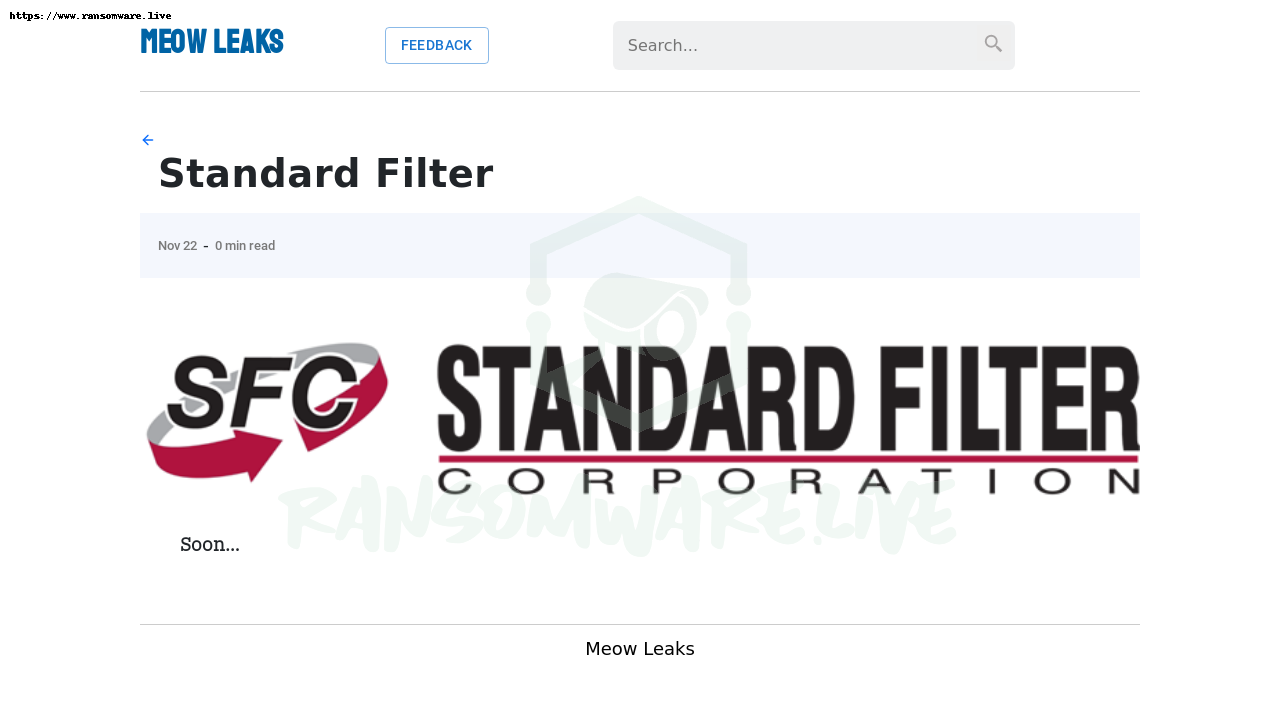 https://www.ransomware.live
MEOW LEAKS
FEEDBACK
Search...
Standard Filter
Nov 22 - 0 min read
SFC
STANDARD FILTER
CORPORATION
RANSOMWARE.LIVE
Soon...
Meow Leaks